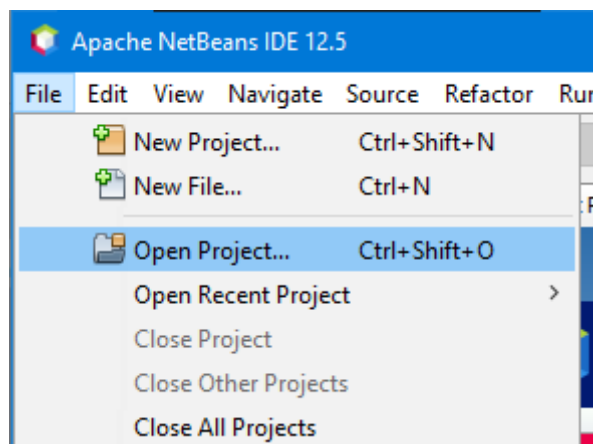 Apache NetBeans IDE 12.5
File Edit View Navigate Source Refactor
New Project... Ctrl+Shift+N
New File... Ctrl+N
Open Project... Ctrl+Shift+O
Open Recent Project >
Close Project
Close Other Projects
Close All Projects